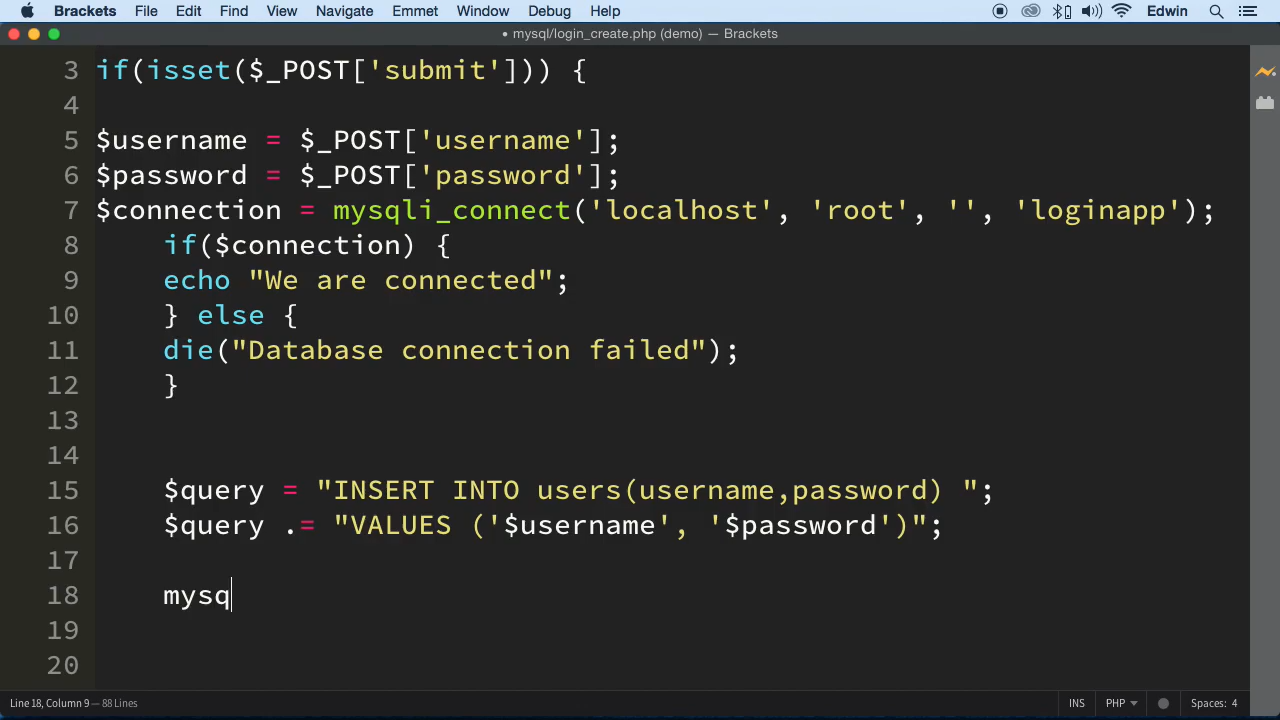 Brackets File Edit Find View Navigate Emmet Window Debug Help Edwin
• mysql/login_create.php (demo) — Brackets
3 if(isset($_POST['submit'])) {
4
5 $username = $_POST['username'];
6 $password = $_POST['password'];
7 $connection = mysqli_connect('localhost', 'root', '', 'loginapp');
8 if($connection) {
9 echo "We are connected";
10 } else {
11 die("Database connection failed");
12 }
13
14
15 $query = "INSERT INTO users(username,password) ";
16 $query .= "VALUES ('$username', '$password')";
17
18 mysq
19
20
Line 18, Column 9 — 88 Lines INS PHP Spaces: 4